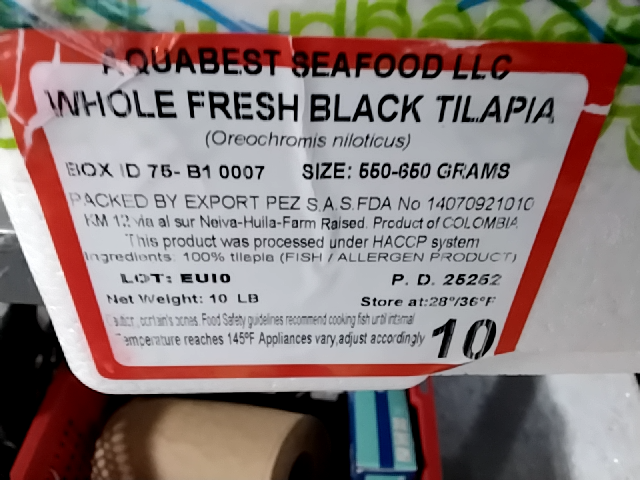 AQUABEST SEAFOOD LLC
WHOLE FRESH BLACK TILAPIA
(Oreochromis niloticus)
BOX ID 75- B1 0007 SIZE: 550-650 GRAMS
PACKED BY EXPORT PEZ S.A.S.FDA No 14070921010
KM 12 via al sur Neiva-Huila-Farm Raised. Product of COLOMBIA
This product was processed under HACCP system
Ingredients: 100% tilapia (FISH / ALLERGEN PRODUCT)
LOT: EUI0 P. D. 25252
Net Weight: 10 LB Store at:28°/36°F
Caution, contain's bones. Food Safety guidelines recommend cooking fish until internal
Temperature reaches 145°F Appliances vary,adjust accordingly 10